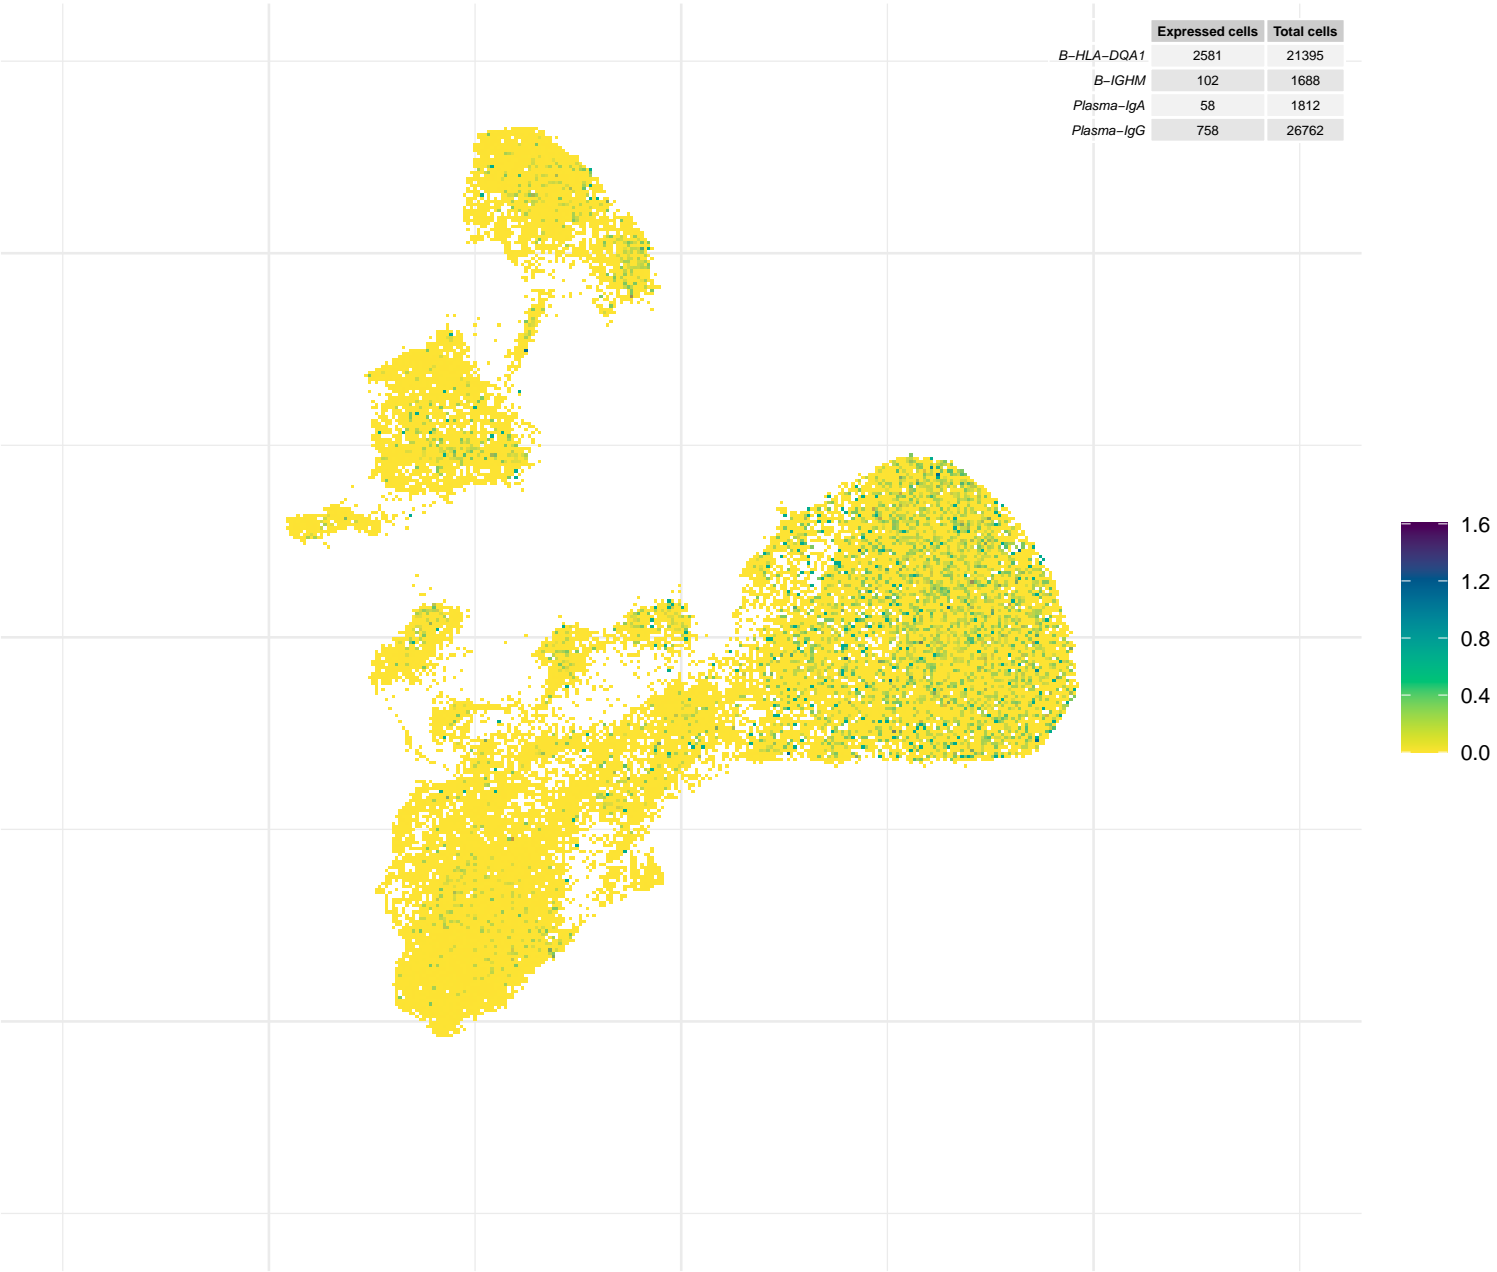 Expressed cells Total cells
B−HLA−DQA1 2581 21395
B−IGHM 102 1688
Plasma−IgA 58 1812
Plasma−IgG 758 26762
1.6
1.2
0.8
0.4
0.0